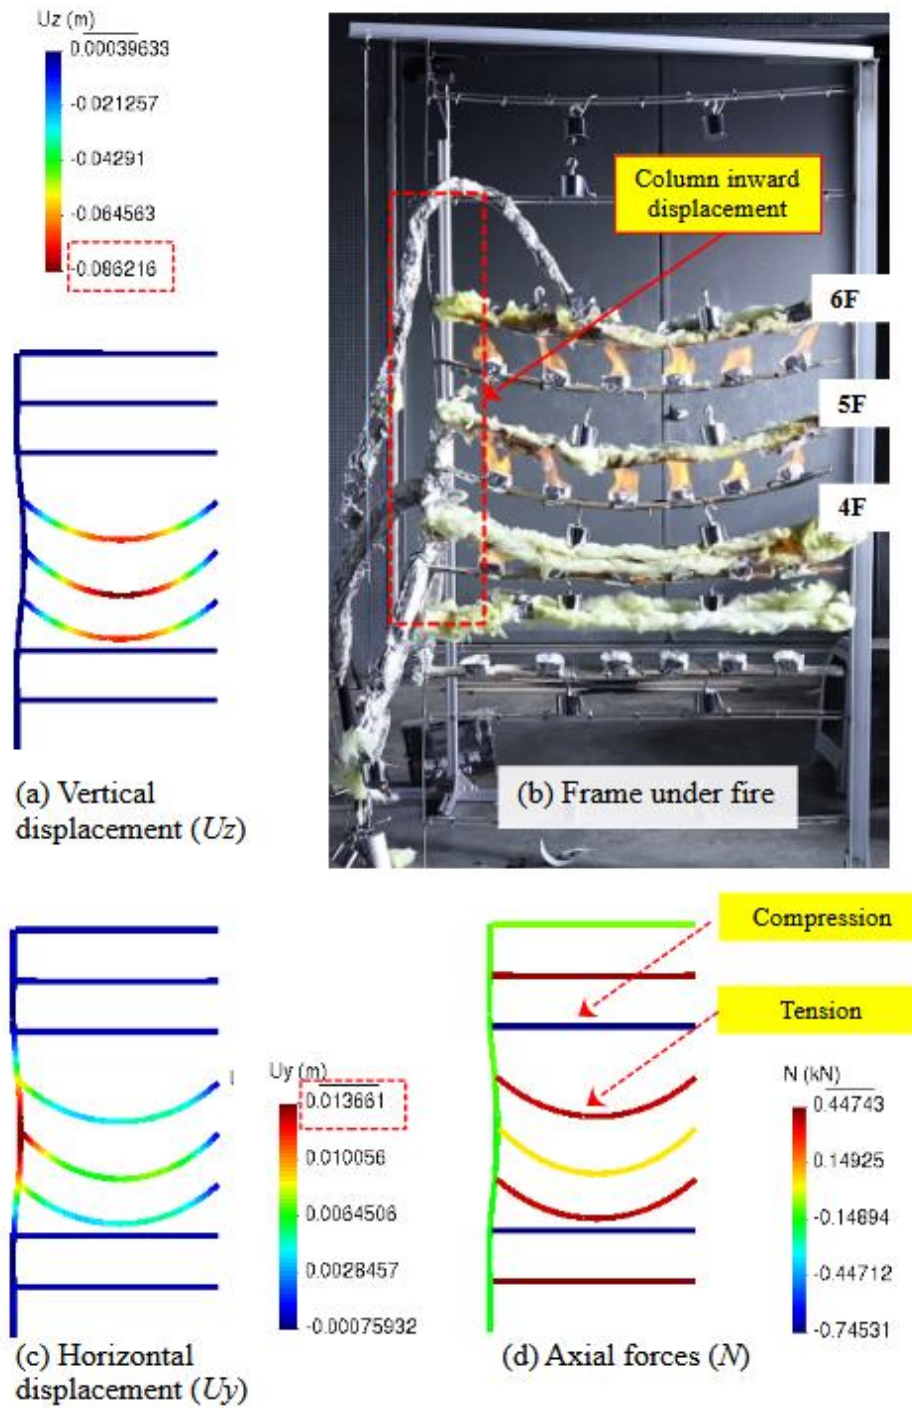 Uz (m)
0.00039633
-0.021257
-0.04291
-0.064563
-0.086216
Column inward
displacement
6F
5F
4F
(a) Vertical
displacement (Uz)
(b) Frame under fire
Uy (m)
0.013661
0.010056
0.0064506
0.0028457
-0.00075932
(c) Horizontal
displacement (Uy)
Compression
Tension
N (kN)
0.44743
0.14925
-0.14894
-0.44712
-0.74531
(d) Axial forces (N)